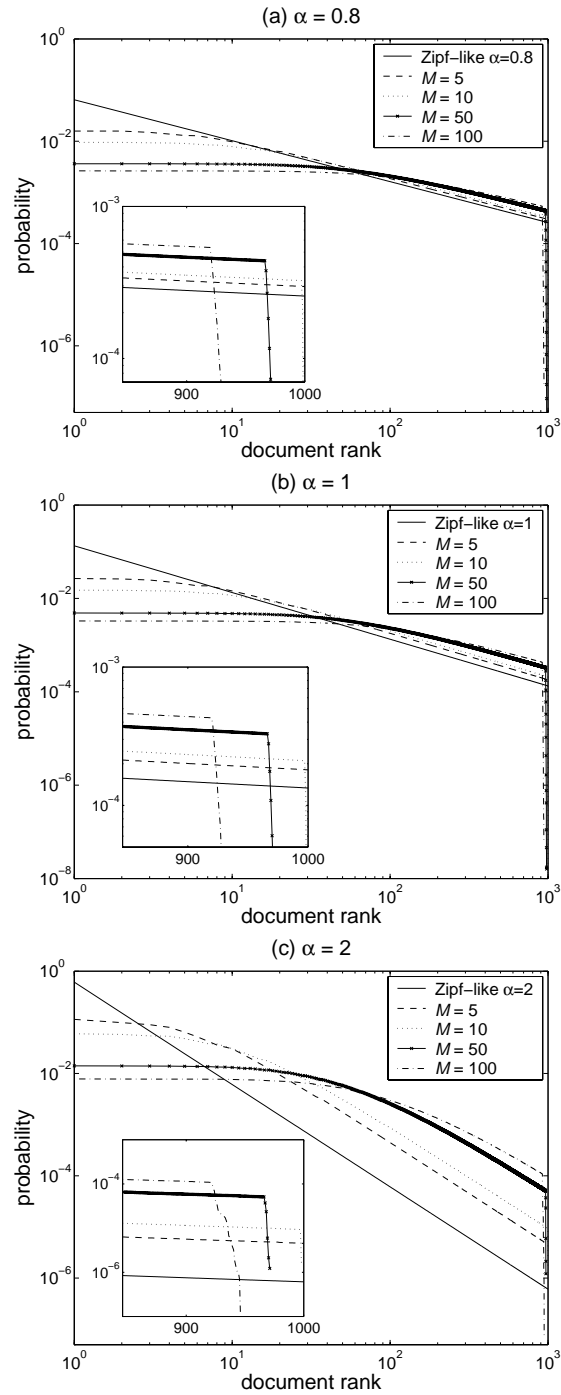 (a) α = 0.8
10^0
10^−2
10^−4
10^−6
probability
Zipf−like α=0.8
M = 5
M = 10
M = 50
M = 100
10^−3
10^−4
900
1000
10^0
10^1
10^2
10^3
document rank
(b) α = 1
10^0
10^−2
10^−4
10^−6
10^−8
probability
Zipf−like α=1
M = 5
M = 10
M = 50
M = 100
10^−3
10^−4
900
1000
10^0
10^1
10^2
10^3
document rank
(c) α = 2
10^0
10^−2
10^−4
10^−6
probability
Zipf−like α=2
M = 5
M = 10
M = 50
M = 100
10^−4
10^−6
900
1000
10^0
10^1
10^2
10^3
document rank